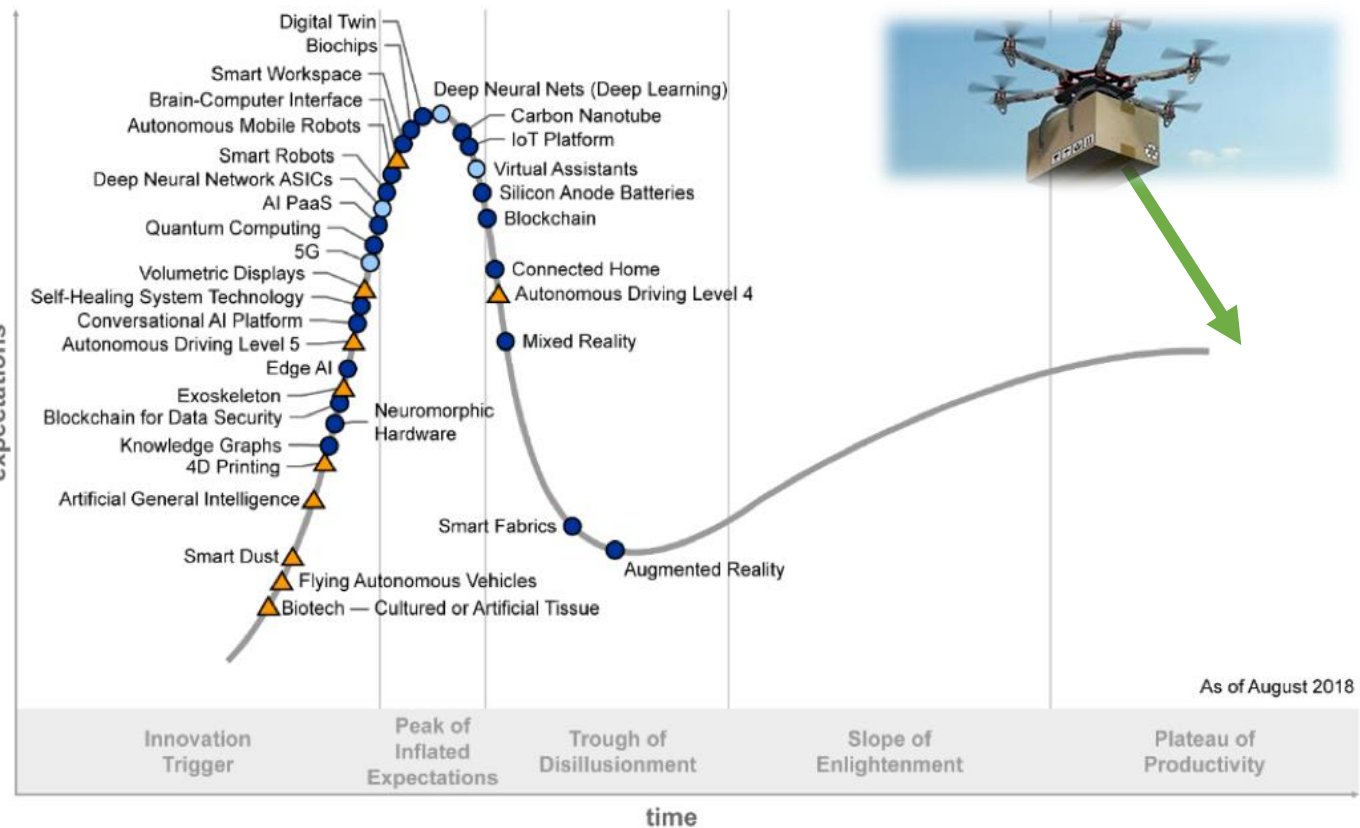 Digital Twin
Biochips
Smart Workspace
Brain-Computer Interface
Autonomous Mobile Robots
Smart Robots
Deep Neural Network ASICs
AI PaaS
Quantum Computing
5G
Volumetric Displays
Self-Healing System Technology
Conversational AI Platform
Autonomous Driving Level 5
Edge AI
Exoskeleton
Blockchain for Data Security
Neuromorphic
Hardware
Knowledge Graphs
4D Printing
Artificial General Intelligence
Smart Dust
Flying Autonomous Vehicles
Biotech — Cultured or Artificial Tissue
Deep Neural Nets (Deep Learning)
Carbon Nanotube
IoT Platform
Virtual Assistants
Silicon Anode Batteries
Blockchain
Connected Home
Autonomous Driving Level 4
Mixed Reality
Smart Fabrics
Augmented Reality
As of August 2018
Innovation
Trigger
Peak of
Inflated
Expectations
Trough of
Disillusionment
Slope of
Enlightenment
Plateau of
Productivity
time
expectations